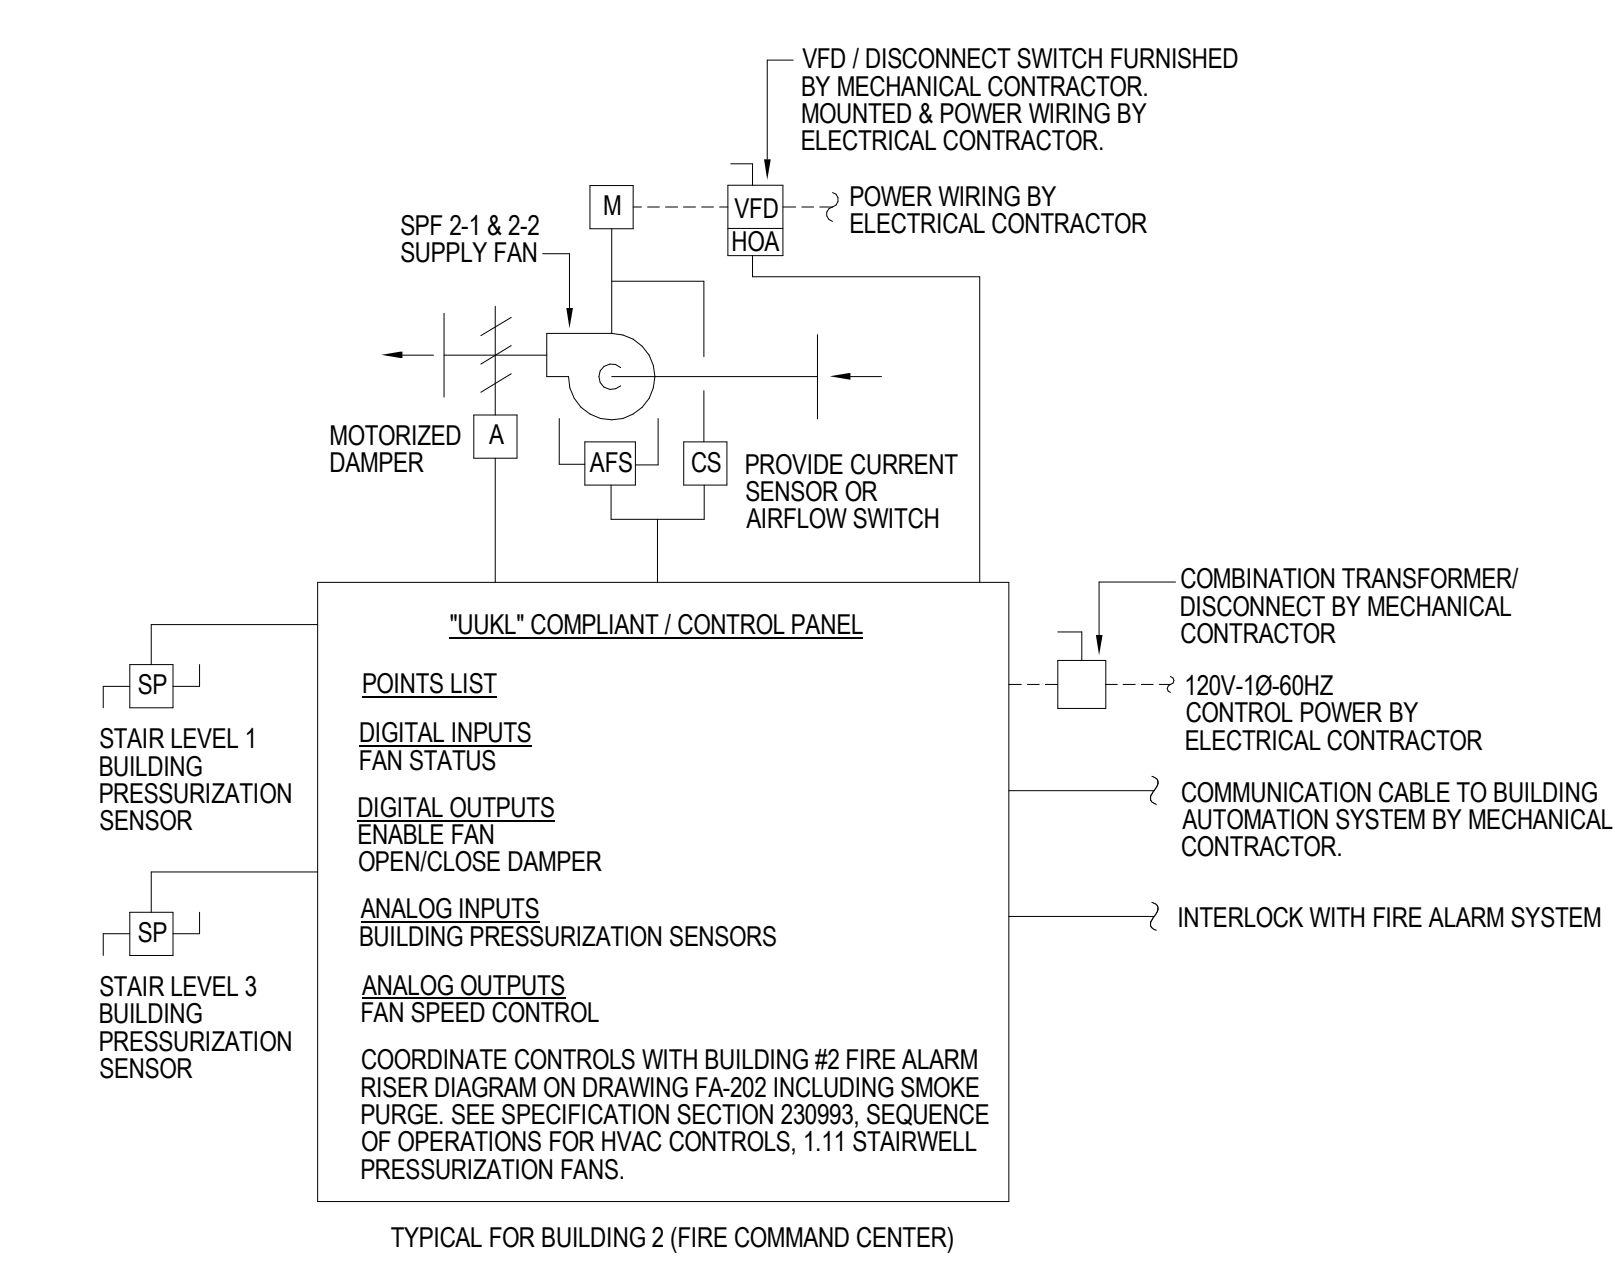 VFD / DISCONNECT SWITCH FURNISHED
BY MECHANICAL CONTRACTOR.
MOUNTED & POWER WIRING BY
ELECTRICAL CONTRACTOR.
M
VFD
HOA
POWER WIRING BY
ELECTRICAL CONTRACTOR
SPF 2-1 & 2-2
SUPPLY FAN
MOTORIZED
DAMPER
A
AFS
CS
PROVIDE CURRENT
SENSOR OR
AIRFLOW SWITCH
COMBINATION TRANSFORMER/
DISCONNECT BY MECHANICAL
CONTRACTOR
120V-1Ø-60HZ
CONTROL POWER BY
ELECTRICAL CONTRACTOR
COMMUNICATION CABLE TO BUILDING
AUTOMATION SYSTEM BY MECHANICAL
CONTRACTOR.
INTERLOCK WITH FIRE ALARM SYSTEM
SP
STAIR LEVEL 1
BUILDING
PRESSURIZATION
SENSOR
SP
STAIR LEVEL 3
BUILDING
PRESSURIZATION
SENSOR
"UUKL" COMPLIANT / CONTROL PANEL
POINTS LIST
DIGITAL INPUTS
FAN STATUS
DIGITAL OUTPUTS
ENABLE FAN
OPEN/CLOSE DAMPER
ANALOG INPUTS
BUILDING PRESSURIZATION SENSORS
ANALOG OUTPUTS
FAN SPEED CONTROL
COORDINATE CONTROLS WITH BUILDING #2 FIRE ALARM
RISER DIAGRAM ON DRAWING FA-202 INCLUDING SMOKE
PURGE. SEE SPECIFICATION SECTION 230993, SEQUENCE
OF OPERATIONS FOR HVAC CONTROLS, 1.11 STAIRWELL
PRESSURIZATION FANS.
TYPICAL FOR BUILDING 2 (FIRE COMMAND CENTER)